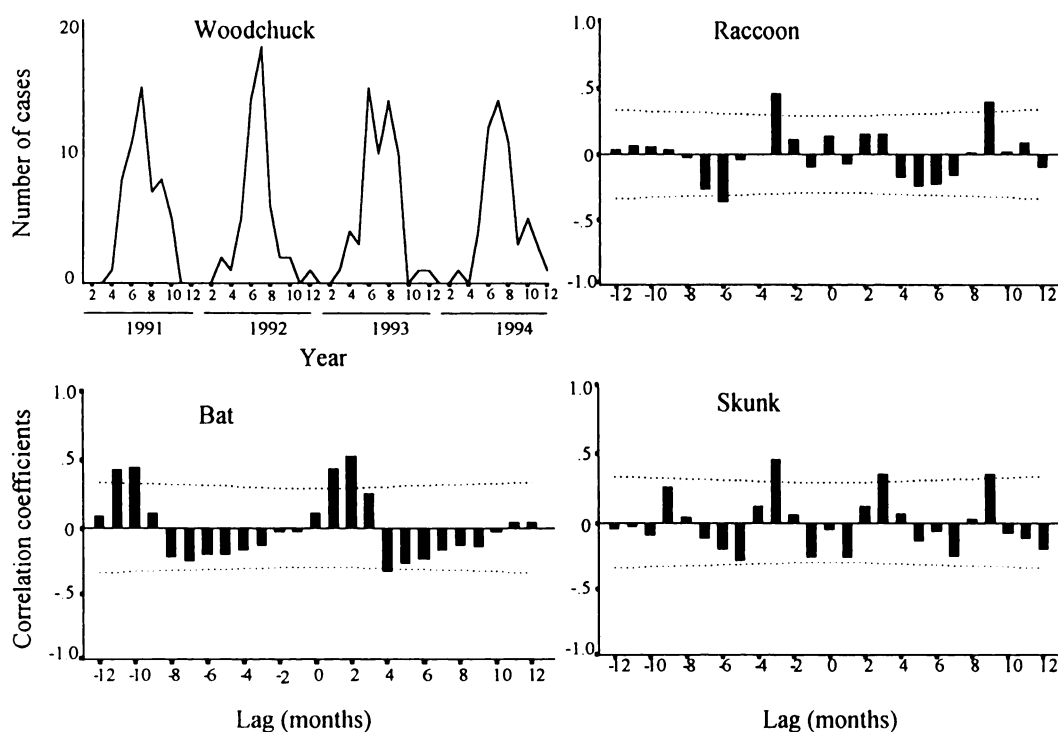 Woodchuck
Number of cases
20
10
0
2 4 6 8 10 12 2 4 6 8 10 12 2 4 6 8 10 12 2 4 6 8 10 12
1991 1992 1993 1994
Year
Raccoon
1.0
.5
0
-.5
-1.0
-12 -10 -8 -6 -4 -2 0 2 4 6 8 10 12
Bat
Correlation coefficients
1.0
.5
0
-.5
-1.0
-12 -10 -8 -6 -4 -2 0 2 4 6 8 10 12
Lag (months)
Skunk
1.0
.5
0
-.5
-1.0
-12 -10 -8 -6 -4 -2 0 2 4 6 8 10 12
Lag (months)